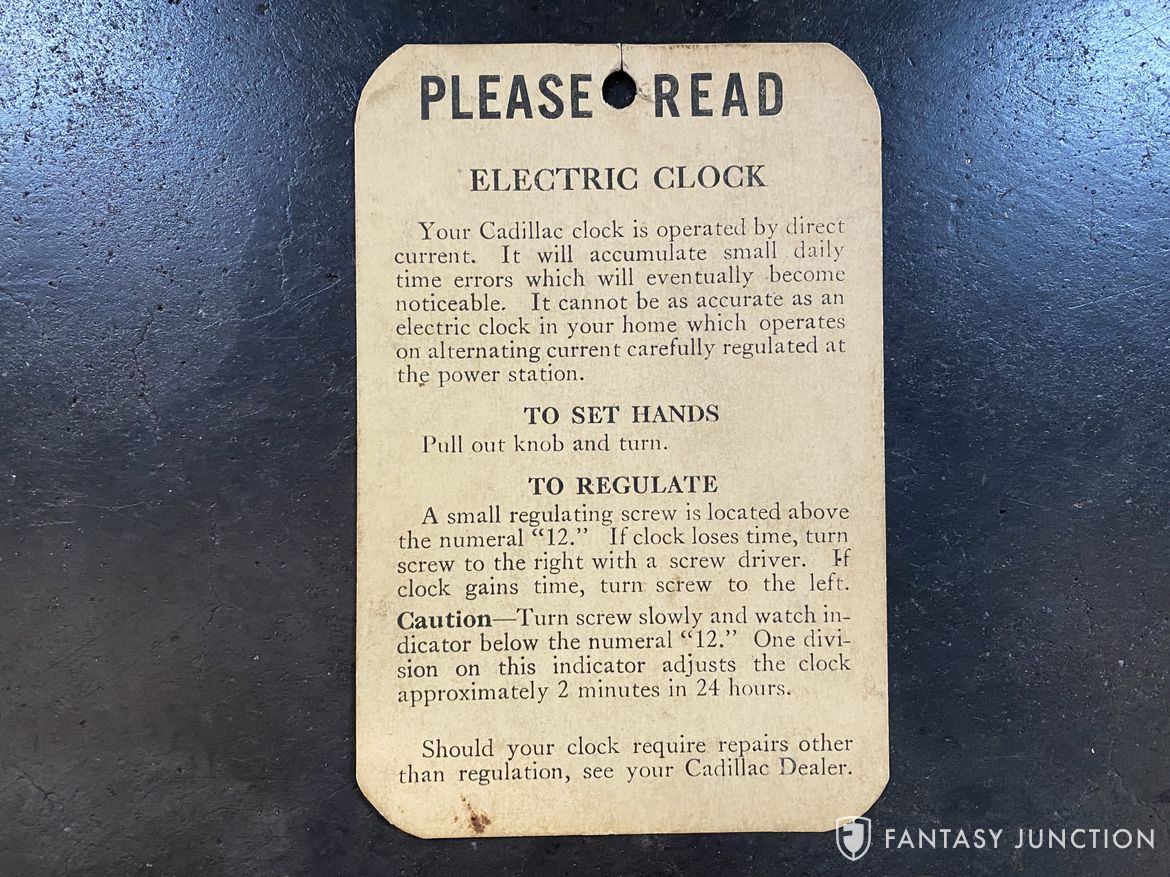 PLEASE READ
ELECTRIC CLOCK
Your Cadillac clock is operated by direct
current. It will accumulate small daily
time errors which will eventually become
noticeable. It cannot be as accurate as an
electric clock in your home which operates
on alternating current carefully regulated at
the power station.
TO SET HANDS
Pull out knob and turn.
TO REGULATE
A small regulating screw is located above
the numeral “12.” If clock loses time, turn
screw to the right with a screw driver. If
clock gains time, turn screw to the left.
Caution—Turn screw slowly and watch in-
dicator below the numeral “12.” One divi-
sion on this indicator adjusts the clock
approximately 2 minutes in 24 hours.
Should your clock require repairs other
than regulation, see your Cadillac Dealer.
FANTASY JUNCTION